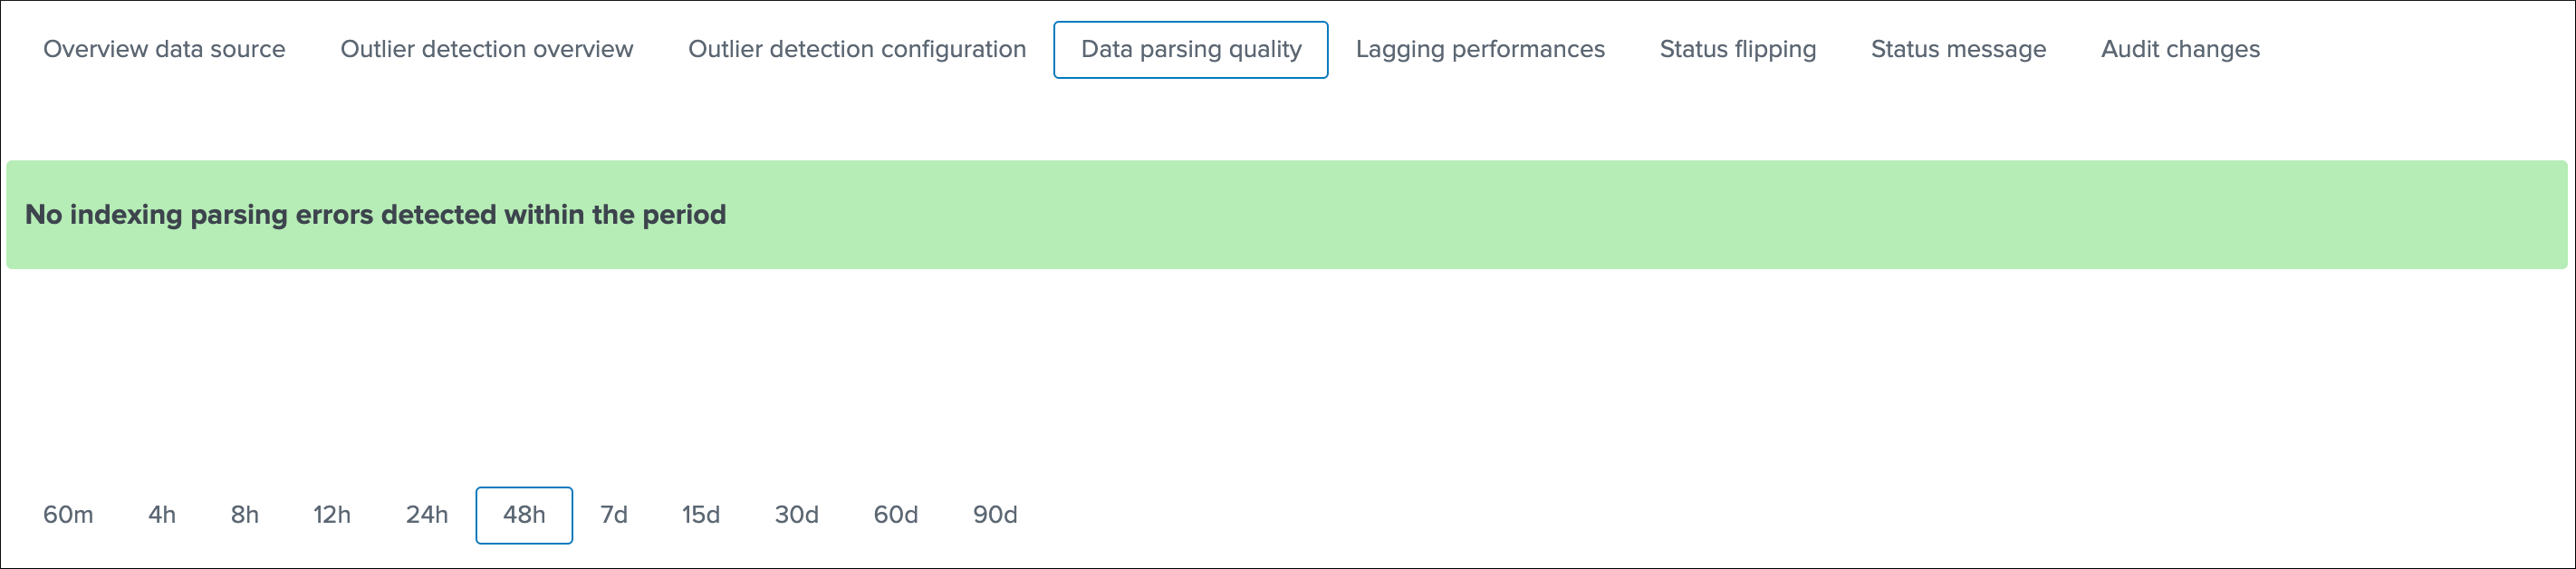 Overview data source Outlier detection overview Outlier detection configuration Data parsing quality Lagging performances Status flipping Status message Audit changes
No indexing parsing errors detected within the period
60m 4h 8h 12h 24h 48h 7d 15d 30d 60d 90d